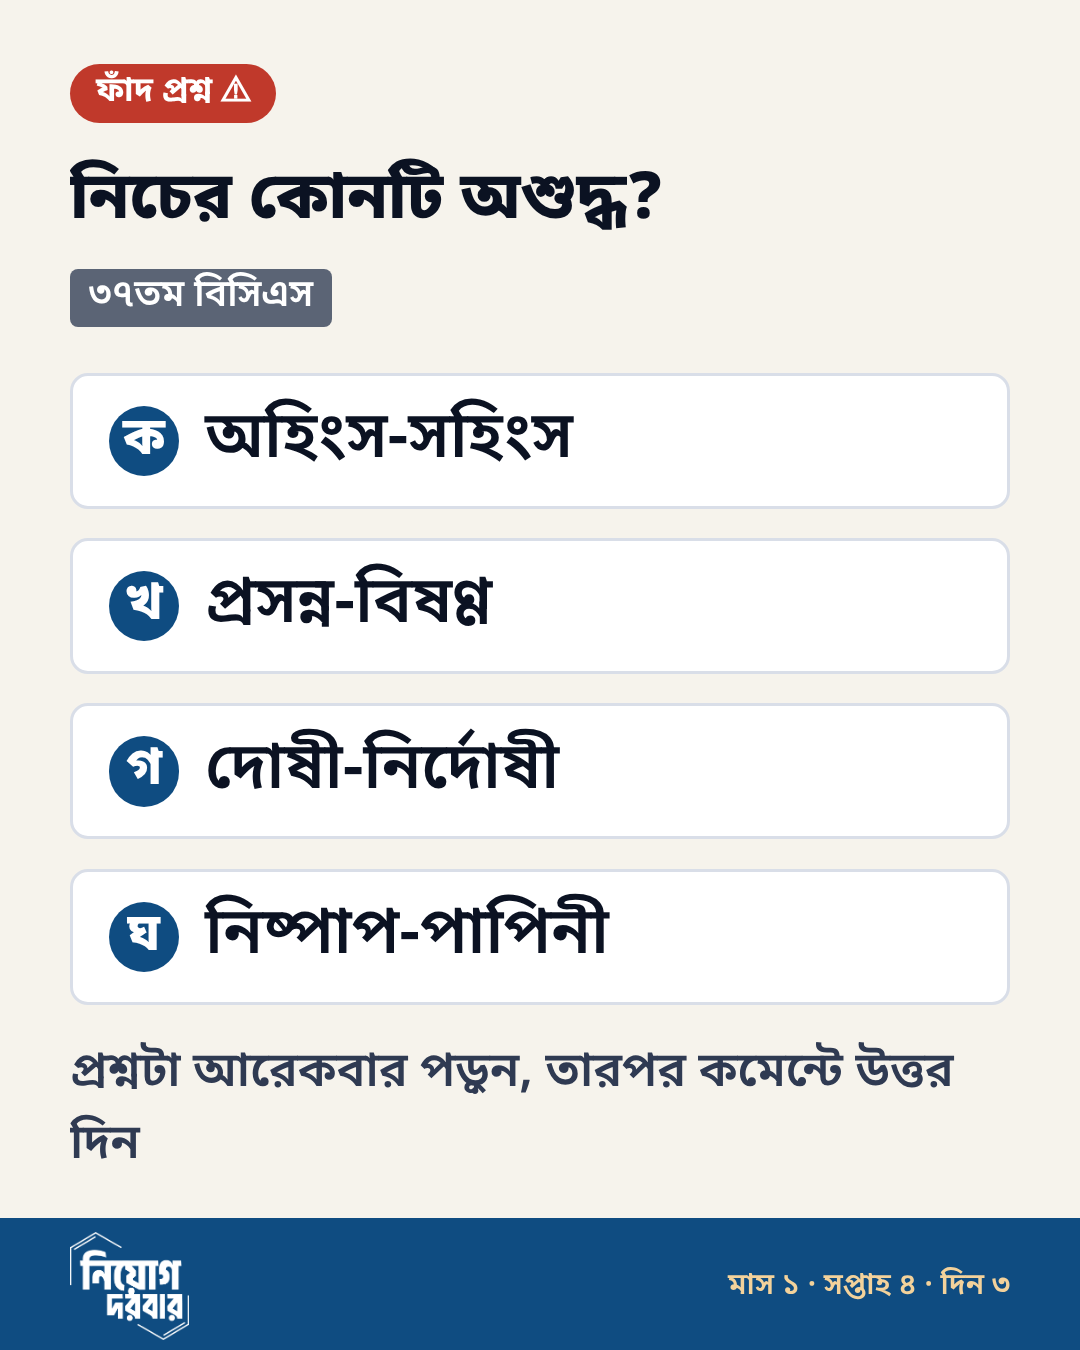 ফাঁদ প্রশ্ন ⚠
নিচের কোনটি অশুদ্ধ?
৩৭তম বিসিএস
ক অহিংস-সহিংস
খ প্রসন্ন-বিষণ্ণ
গ দোষী-নির্দোষী
ঘ নিষ্পাপ-পাপিনী
প্রশ্নটা আরেকবার পড়ুন, তারপর কমেন্টে উত্তর
দিন
নিয়োগ
দরবার
মাস ১ · সপ্তাহ ৪ · দিন ৩